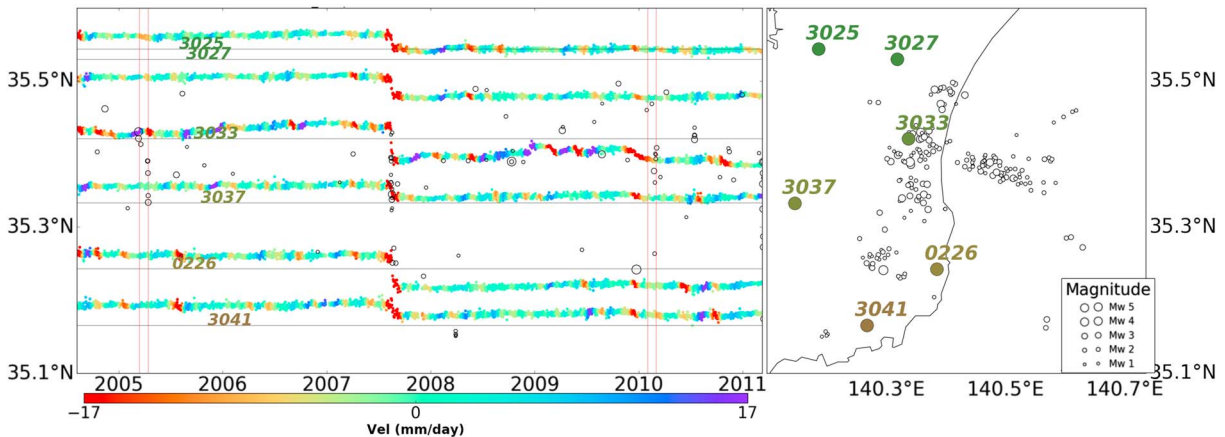 35.5°N
35.3°N
35.1°N
3025
3027
3033
3037
0226
3041
2005 2006 2007 2008 2009 2010 2011
−17 0 17
Vel (mm/day)
3025
3027
3033
3037
0226
3041
35.5°N
35.3°N
35.1°N
Magnitude
Mw 5
Mw 4
Mw 3
Mw 2
Mw 1
140.3°E 140.5°E 140.7°E